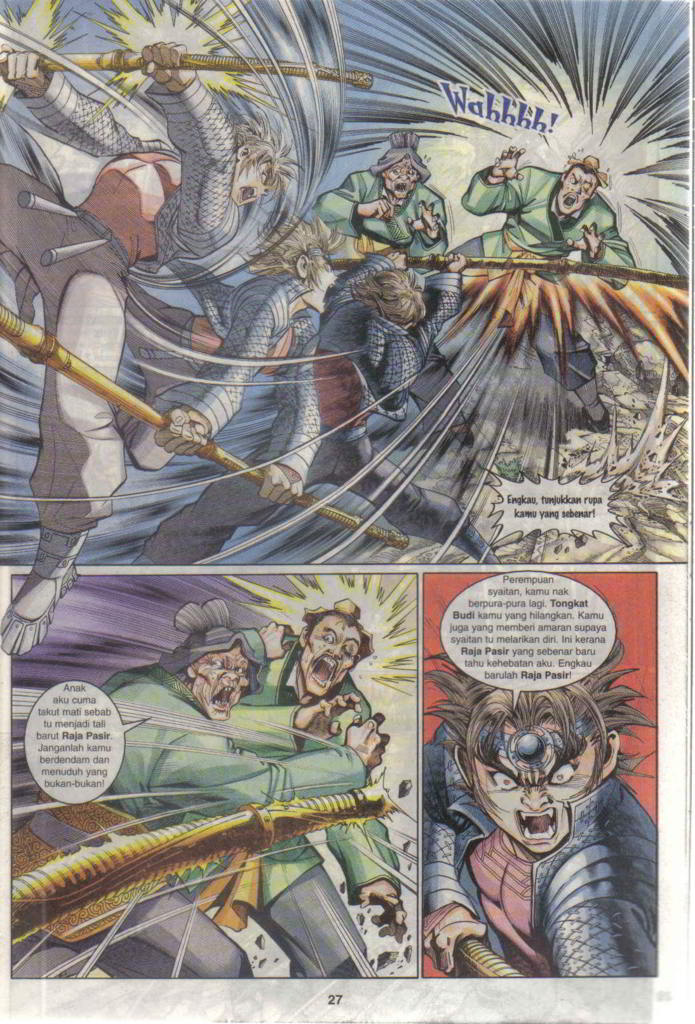 Wahhhh!
Engkau, tunjukkan rupa
kamu yang sebenar!
Anak
aku cuma
takut mati sebab
tu menjadi tali
barut Raja Pasir.
Janganlah kamu
berdendam dan
menuduh yang
bukan-bukan!
Perempuan
syaitan, kamu nak
berpura-pura lagi. Tongkat
Budi kamu yang hilangkan. Kamu
juga yang memberi amaran supaya
syaitan tu melarikan diri. Ini kerana
Raja Pasir yang sebenar baru
tahu kehebatan aku. Engkau
barulah Raja Pasir!
27